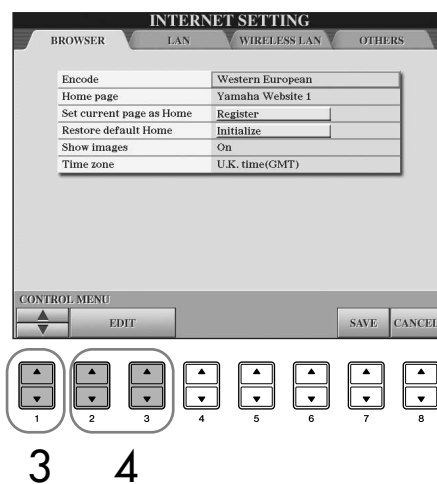 INTERNET SETTING
BROWSER LAN WIRELESS LAN OTHERS
Encode Western European
Home page Yamaha Website 1
Set current page as Home Register
Restore default Home Initialize
Show images On
Time zone U.K. time(GMT)
CONTROL MENU
EDIT SAVE CANCEL
1 2 3 4 5 6 7 8
3 4